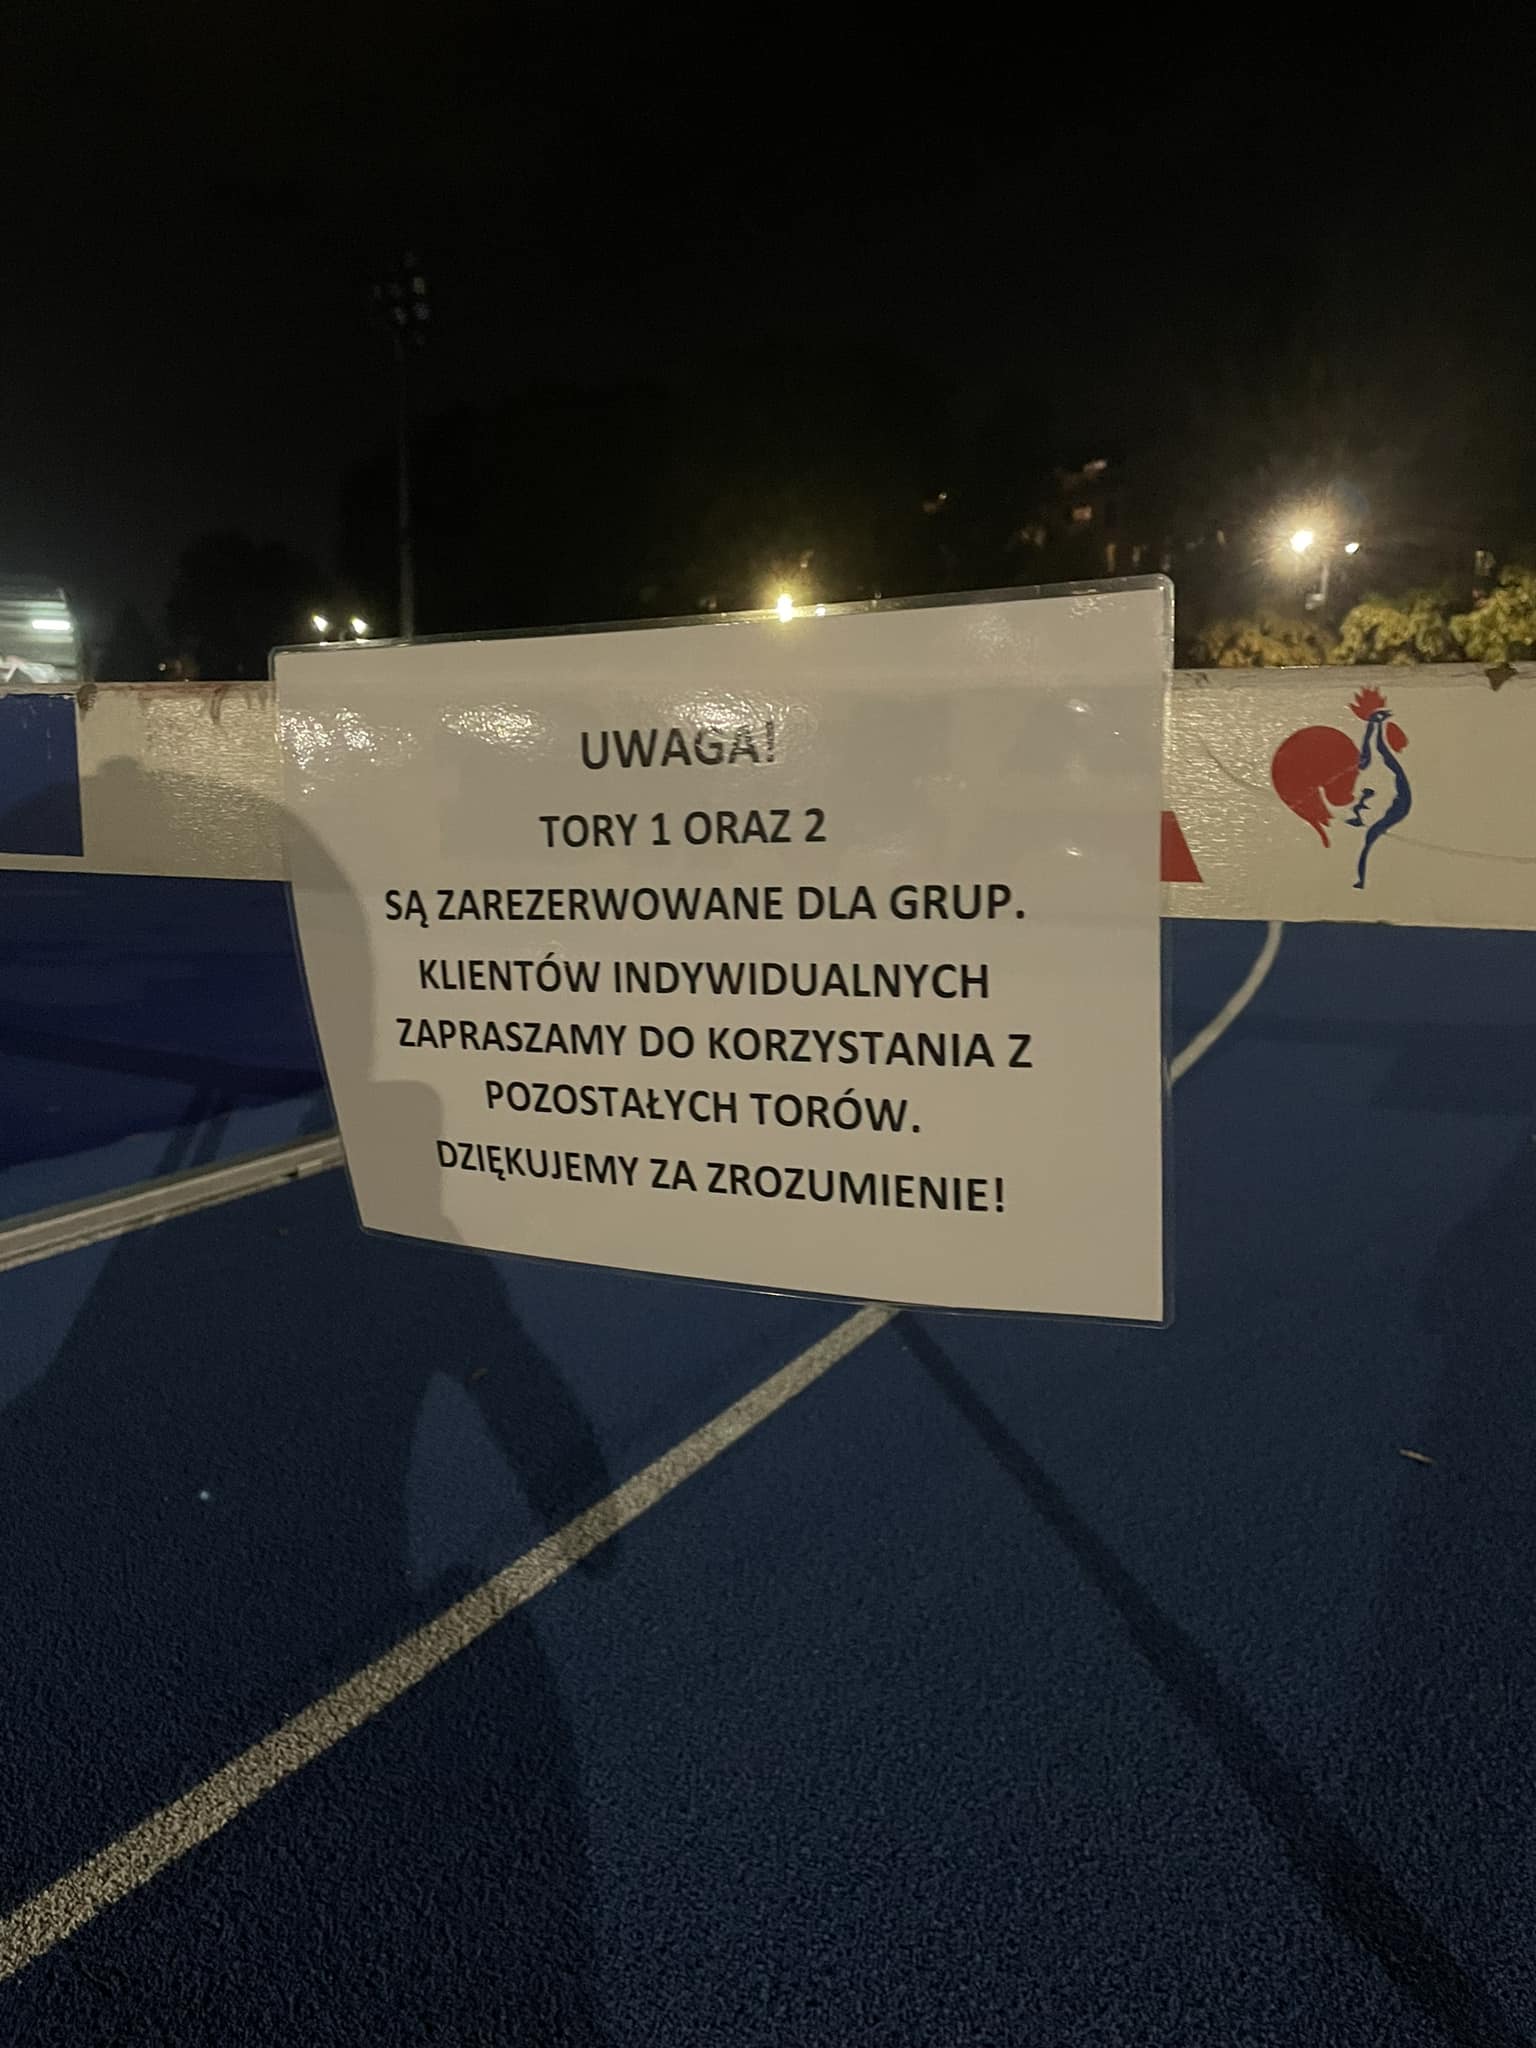 UWAGA!
TORY 1 ORAZ 2
SĄ ZAREZERWOWANE DLA GRUP.
KLIENTÓW INDYWIDUALNYCH
ZAPRASZAMY DO KORZYSTANIA Z
POZOSTAŁYCH TORÓW.
DZIĘKUJEMY ZA ZROZUMIENIE!